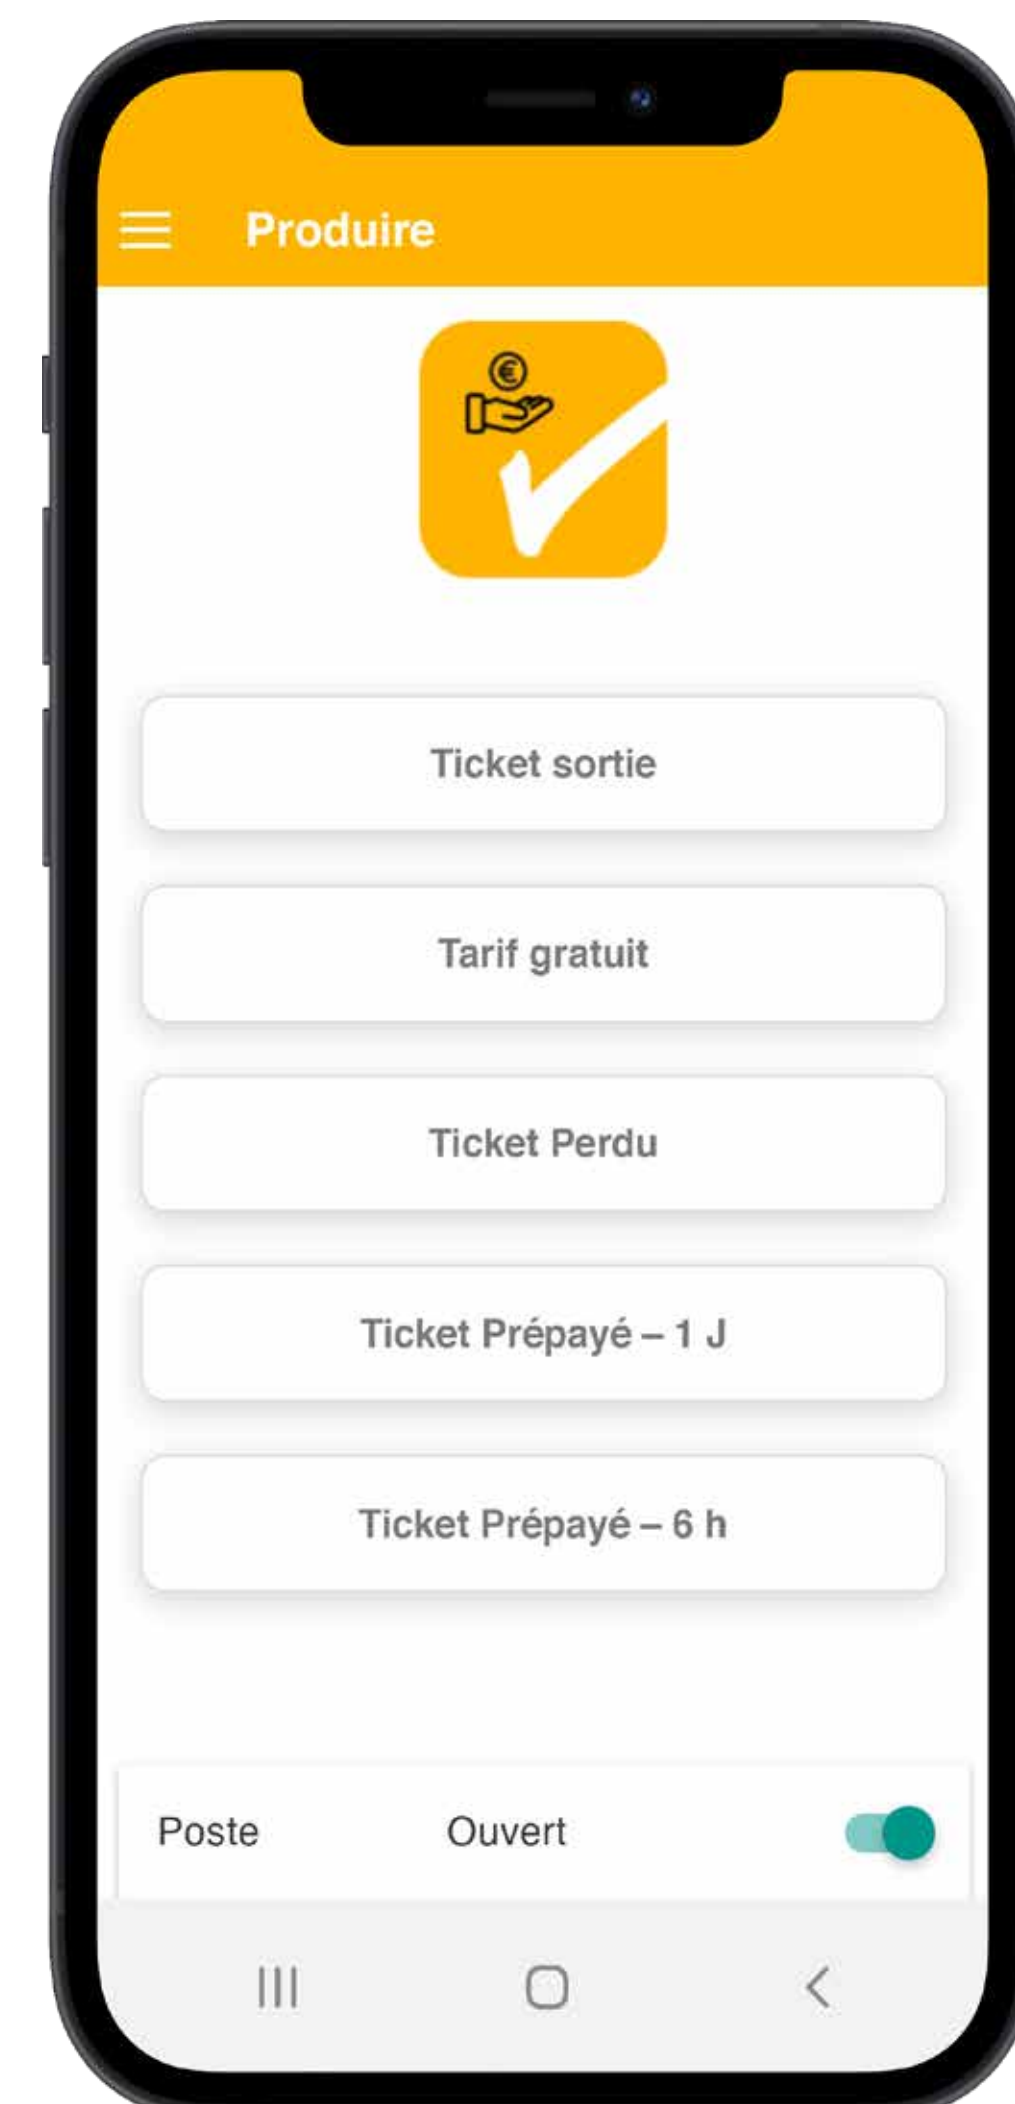 Produire
€
Ticket sortie
Tarif gratuit
Ticket Perdu
Ticket Prépayé – 1 J
Ticket Prépayé – 6 h
Poste Ouvert